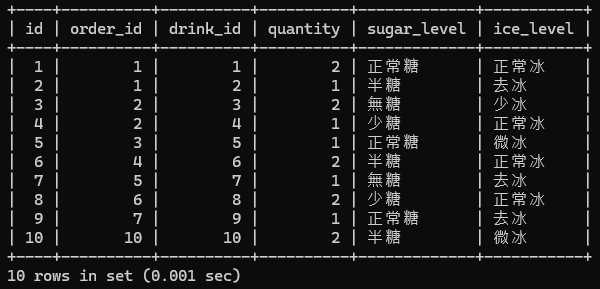 +----+----------+----------+----------+-------------+-----------+
| id | order_id | drink_id | quantity | sugar_level | ice_level |
+----+----------+----------+----------+-------------+-----------+
| 1 | 1 | 1 | 2 | 正常糖 | 正常冰 |
| 2 | 1 | 2 | 1 | 半糖 | 去冰 |
| 3 | 2 | 3 | 2 | 無糖 | 少冰 |
| 4 | 2 | 4 | 1 | 少糖 | 正常冰 |
| 5 | 3 | 5 | 1 | 正常糖 | 微冰 |
| 6 | 4 | 6 | 2 | 半糖 | 正常冰 |
| 7 | 5 | 7 | 1 | 無糖 | 去冰 |
| 8 | 6 | 8 | 2 | 少糖 | 正常冰 |
| 9 | 7 | 9 | 1 | 正常糖 | 去冰 |
| 10 | 10 | 10 | 2 | 半糖 | 微冰 |
+----+----------+----------+----------+-------------+-----------+
10 rows in set (0.001 sec)